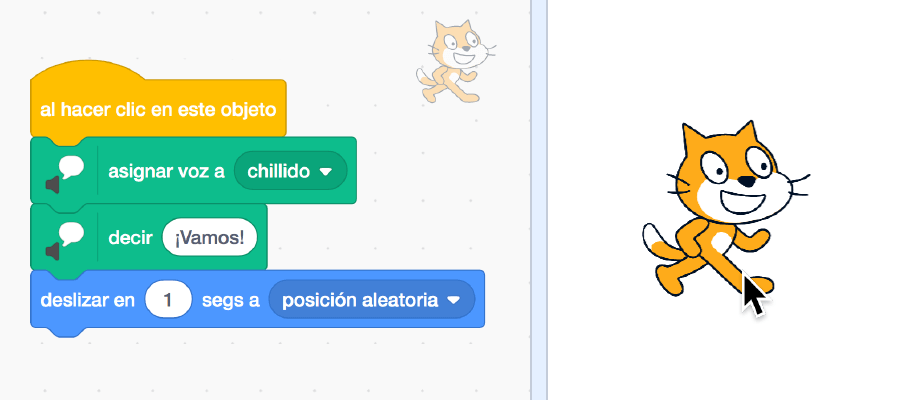 al hacer clic en este objeto
asignar voz a chillido
decir ¡Vamos!
deslizar en 1 segs a posición aleatoria